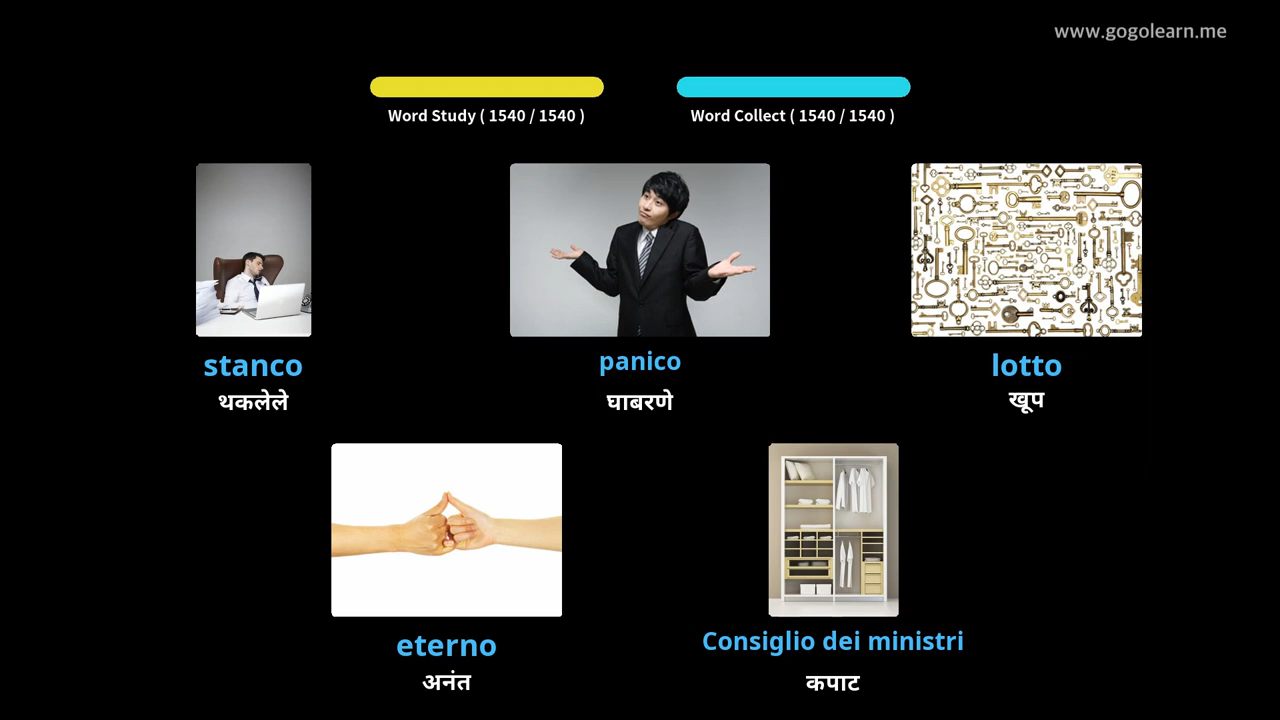 www.gogolearn.me
Word Study ( 1540 / 1540 )
Word Collect ( 1540 / 1540 )
stanco
थकलेले
panico
घाबरणे
lotto
खूप
eterno
अनंत
Consiglio dei ministri
कपाट